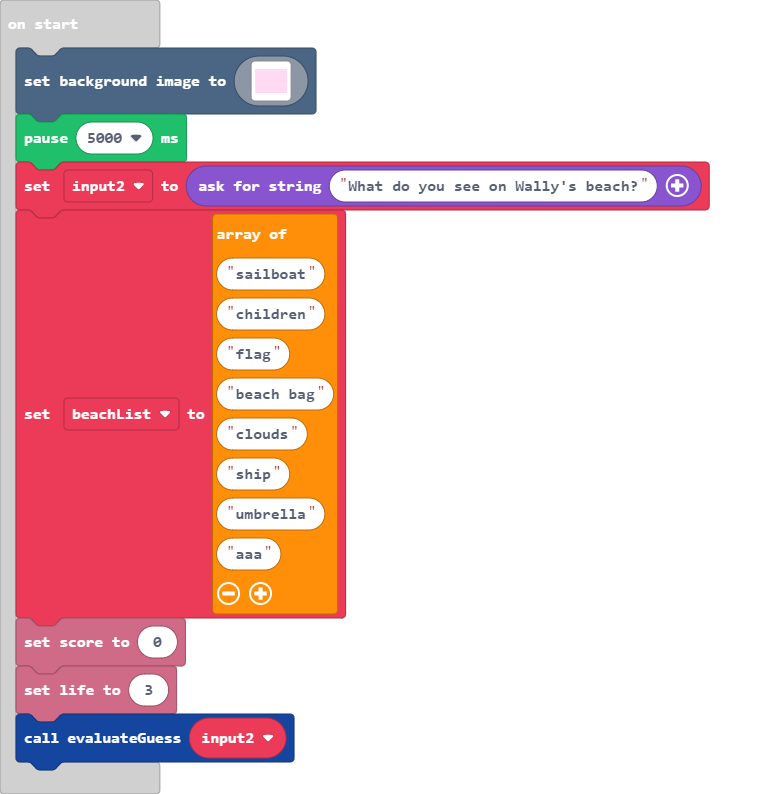 on start
set background image to
pause 5000 ms
set input2 to ask for string "What do you see on Wally's beach?"
array of
"sailboat"
"children"
"flag"
"beach bag"
set beachList to
"clouds"
"ship"
"umbrella"
"aaa"
set score to 0
set life to 3
call evaluateGuess input2